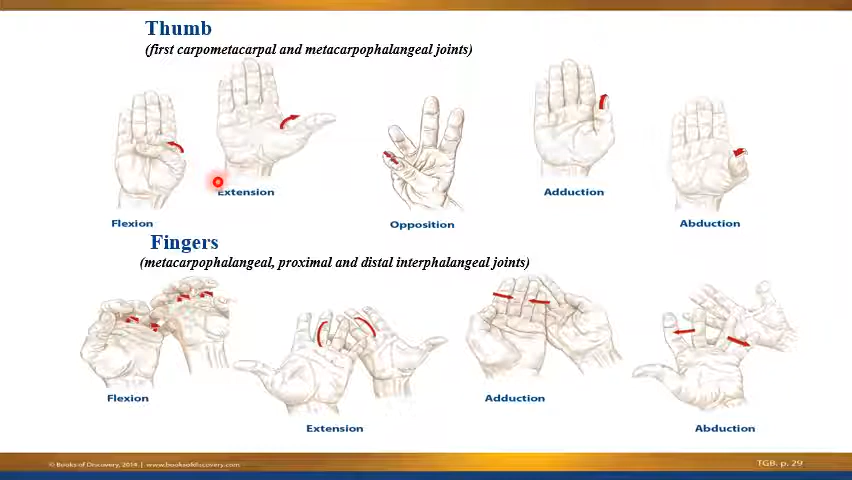 Thumb
(first carpometacarpal and metacarpophalangeal joints)
Extension
Adduction
Flexion
Opposition
Abduction
Fingers
(metacarpophalangeal, proximal and distal interphalangeal joints)
Flexion
Adduction
Extension
Abduction
© Books of Discovery, 2014 | www.booksofdiscovery.com
TGB. p. 29